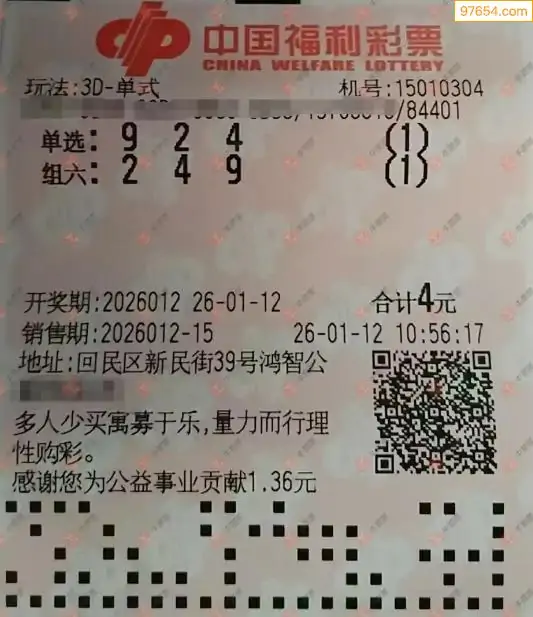 97654.com
中国福利彩票
CHINA WELFARE LOTTERY
玩法:3D-单式 机号:15010304
/84401
单选: 9 2 4 (1)
组六: 2 4 9 (1)
开奖期:2026012 26-01-12 合计4元
销售期:2026012-15 26-01-12 10:56:17
地址:回民区新民街39号鸿智公
多人少买寓募于乐,量力而行理
性购彩。
感谢您为公益事业贡献1.36元